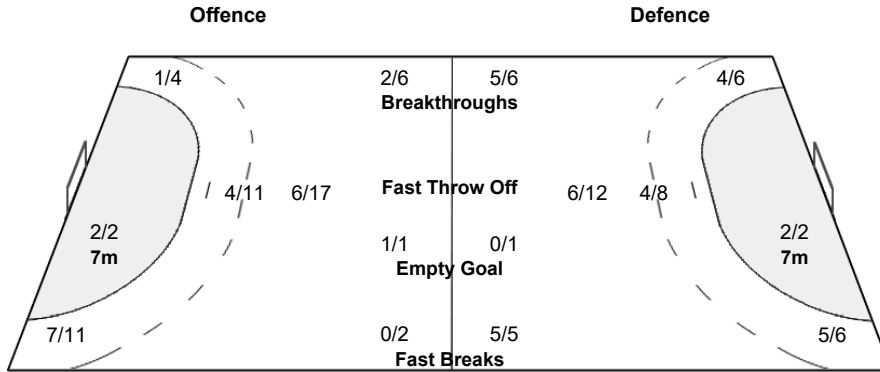 Offence Defence
1/4 2/6 5/6 4/6
Breakthroughs
4/11 6/17 Fast Throw Off 6/12 4/8
2/2 1/1 0/1 2/2
7m Empty Goal 7m
7/11 0/2 5/5 5/6
Fast Breaks